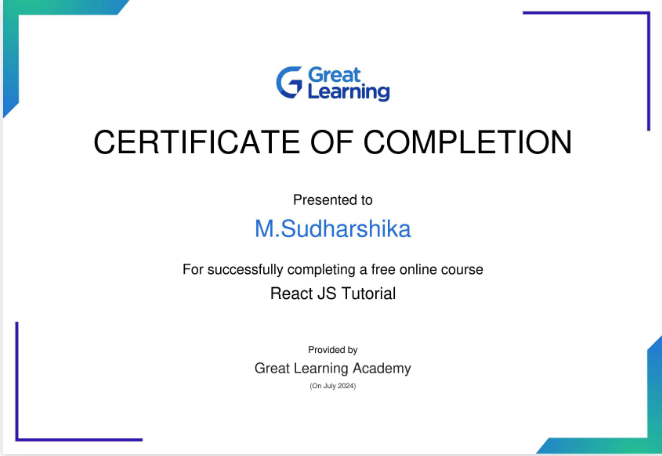 Great
Learning
CERTIFICATE OF COMPLETION
Presented to
M.Sudharshika
For successfully completing a free online course
React JS Tutorial
Provided by
Great Learning Academy
(On July 2024)